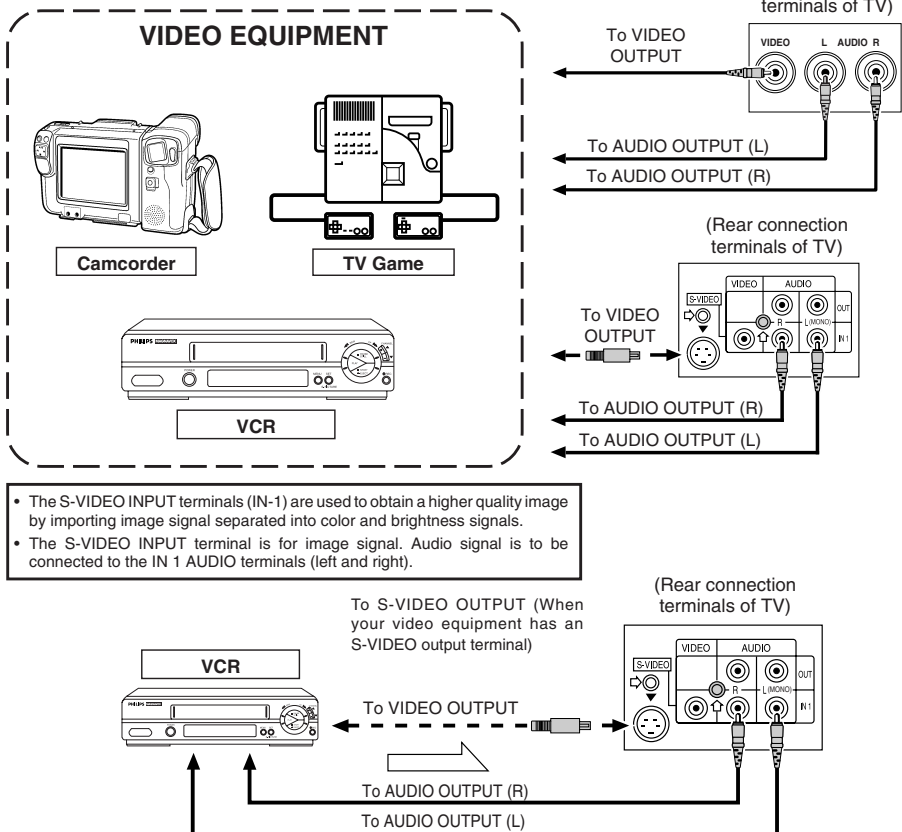 terminals of TV)
VIDEO EQUIPMENT
To VIDEO
OUTPUT
VIDEO L AUDIO R
To AUDIO OUTPUT (L)
To AUDIO OUTPUT (R)
Camcorder
TV Game
(Rear connection
terminals of TV)
VIDEO AUDIO
S-VIDEO
OUT
R L(MONO)
IN 1
To VIDEO
OUTPUT
PHILIPS
VCR
To AUDIO OUTPUT (R)
To AUDIO OUTPUT (L)
• The S-VIDEO INPUT terminals (IN-1) are used to obtain a higher quality image
by importing image signal separated into color and brightness signals.
• The S-VIDEO INPUT terminal is for image signal. Audio signal is to be
connected to the IN 1 AUDIO terminals (left and right).
To S-VIDEO OUTPUT (When
your video equipment has an
S-VIDEO output terminal)
(Rear connection
terminals of TV)
VCR
PHILIPS
To VIDEO OUTPUT
VIDEO AUDIO
S-VIDEO
OUT
R L(MONO)
IN 1
To AUDIO OUTPUT (R)
To AUDIO OUTPUT (L)